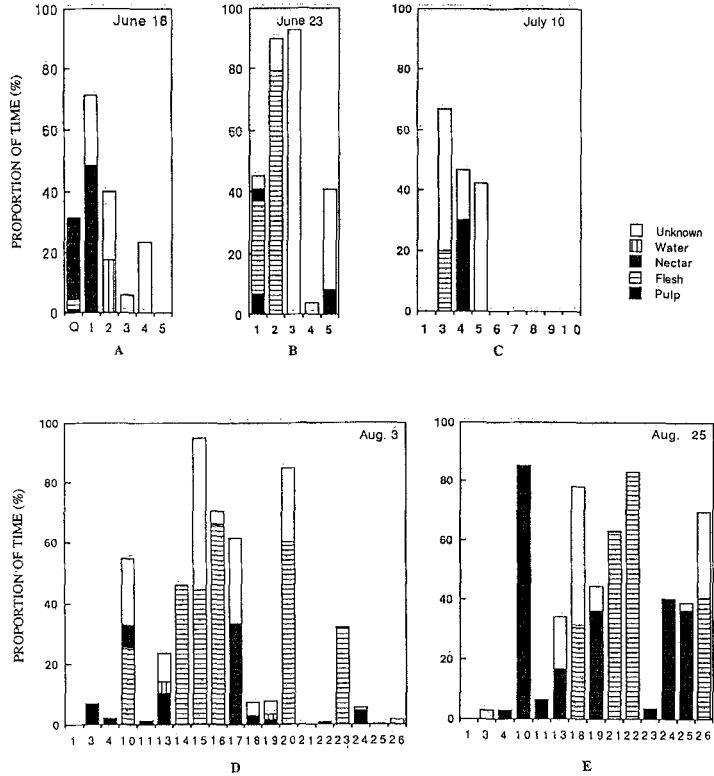 June 18
June 23
July 10
PROPORTION OF TIME (%)
100
80
60
40
20
0
100
80
60
40
20
0
100
80
60
40
20
0
Unknown
Water
Nectar
Flesh
Pulp
Q 1 2 3 4 5
1 2 3 4 5
1 3 4 5 6 7 8 9 10
A
B
C
Aug. 3
Aug. 25
PROPORTION OF TIME (%)
100
80
60
40
20
0
100
80
60
40
20
0
1 3 4 10 11 13 14 15 16 17 18 19 20 21 22 23 24 25 26
1 3 4 10 11 13 18 19 21 22 23 24 25 26
D
E